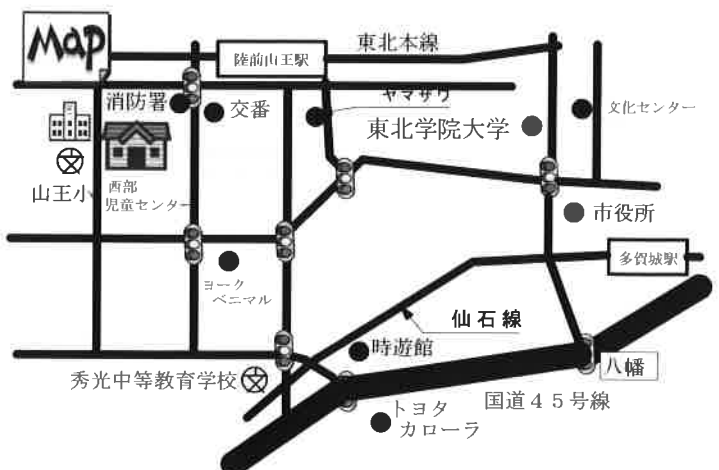 Map
陸前山王駅
東北本線
消防署
交番
ヤマザワ
東北学院大学
文化センター
山王小
西部
児童センター
市役所
多賀城駅
ヨーク
ベニマル
仙石線
時遊館
八幡
秀光中等教育学校
国道45号線
トヨタ
カローラ